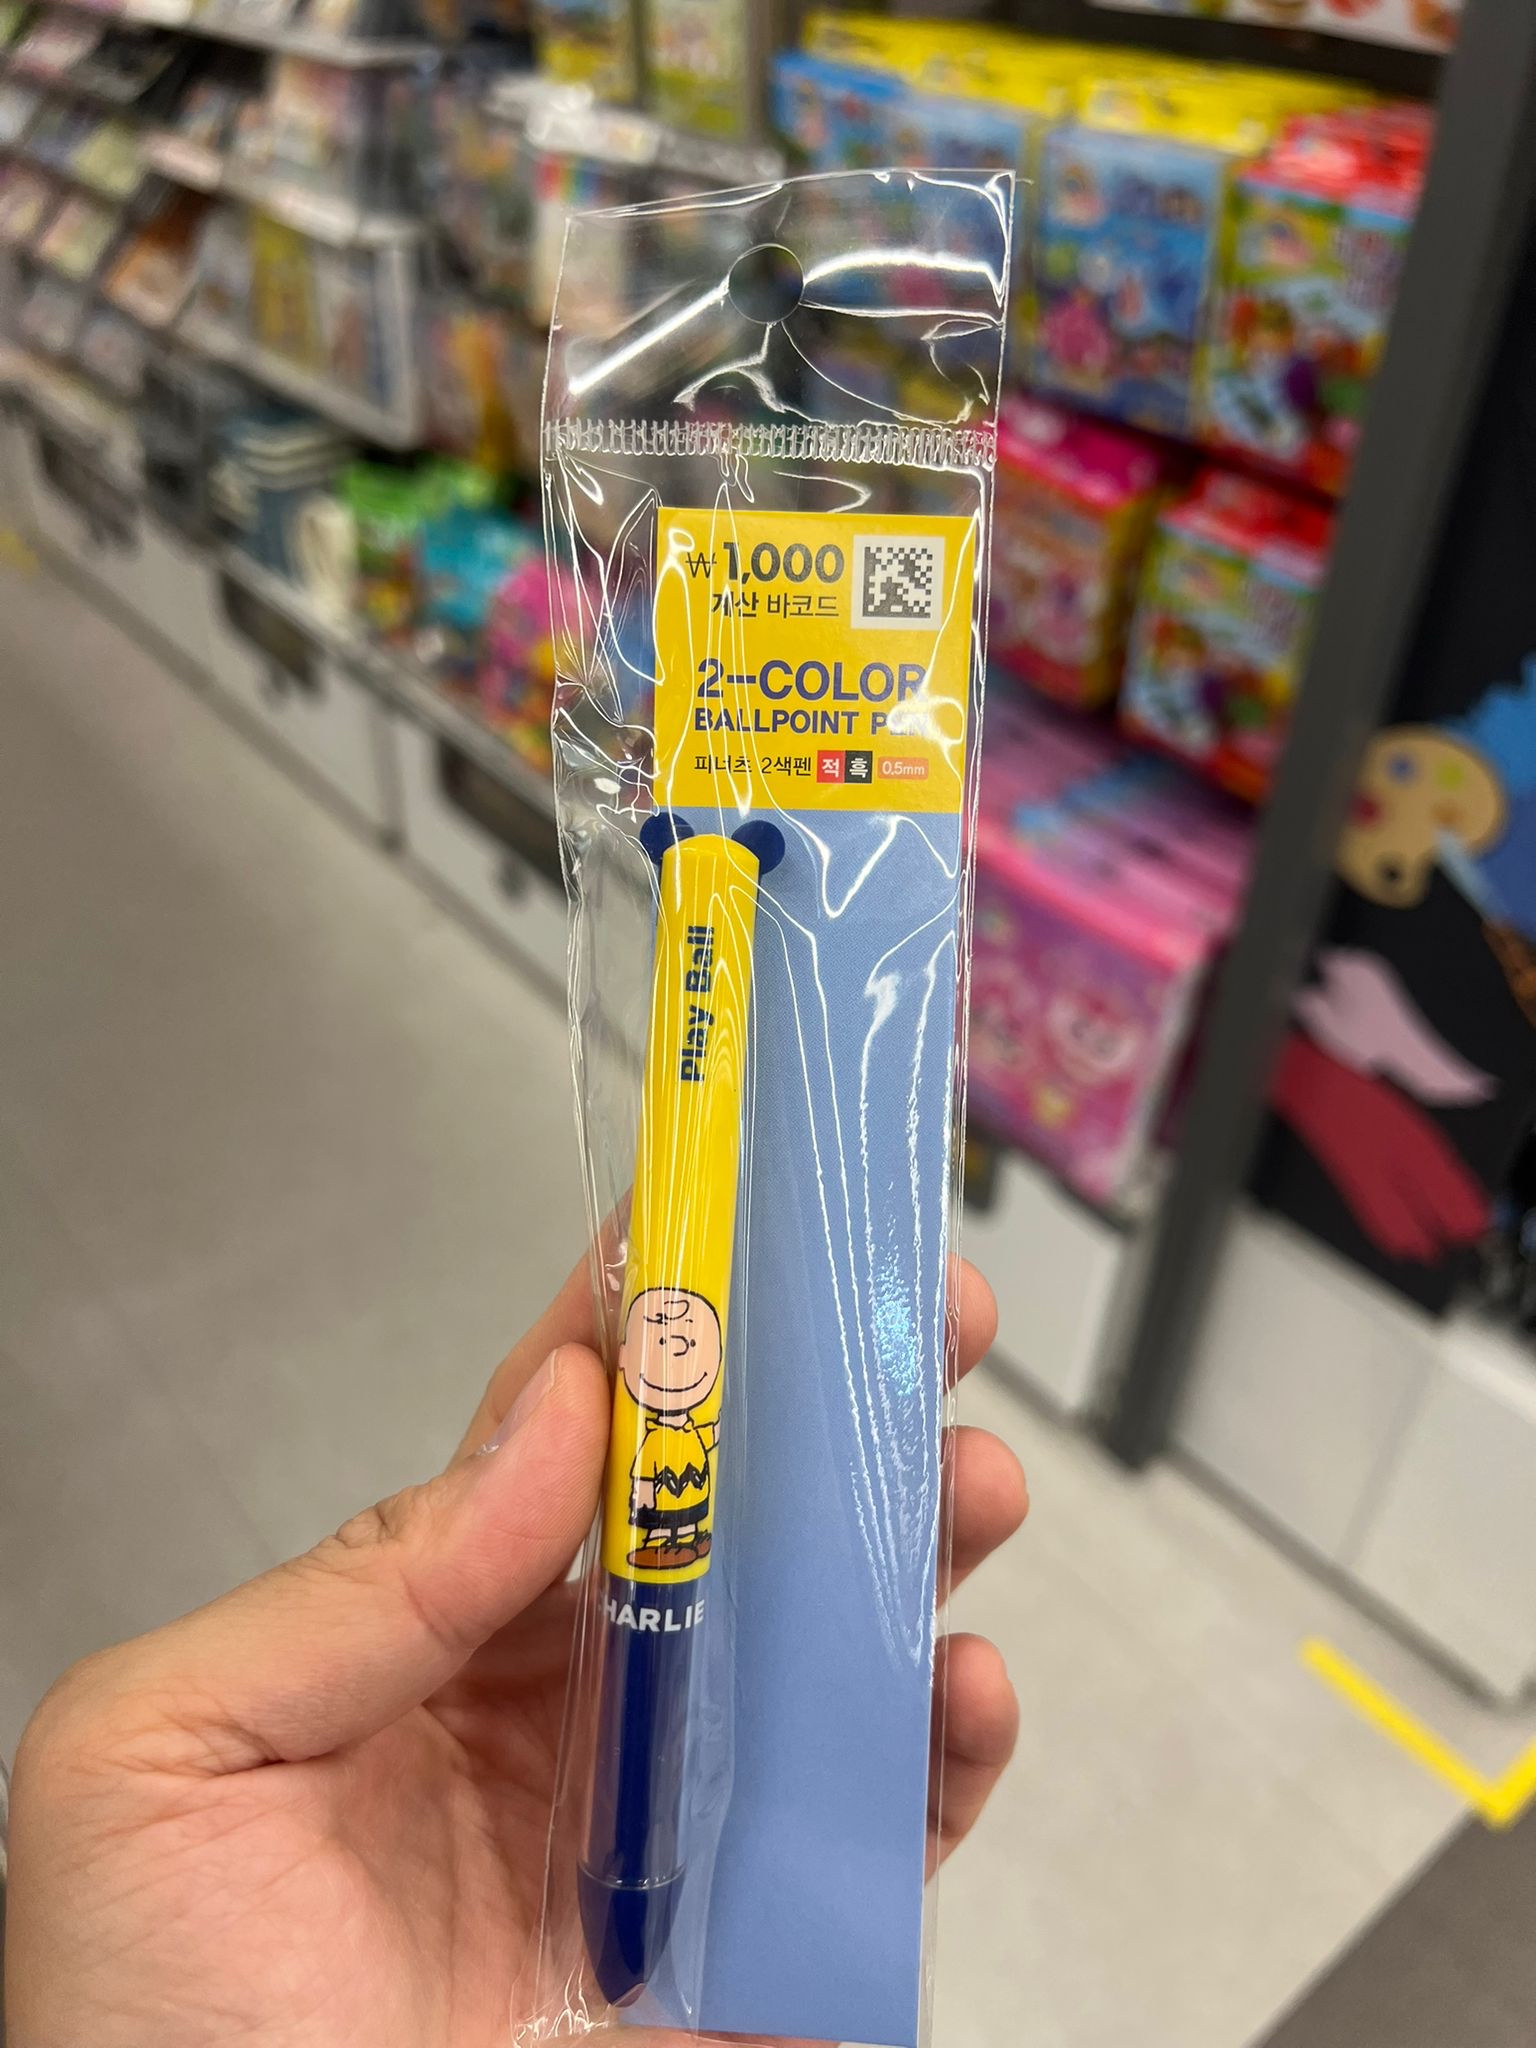 ₩1,000
계산 바코드
2-COLOR
BALLPOINT PEN
피너츠 2색펜 적 흑 0.5mm
Play Ball
CHARLIE